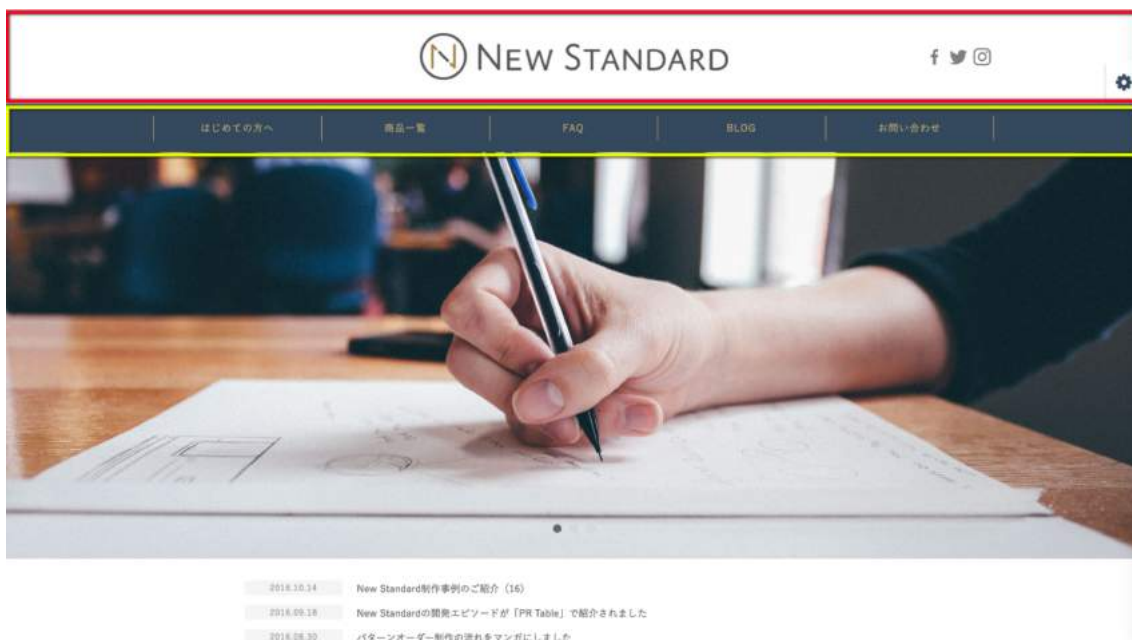 NEW STANDARD
はじめての方へ 商品一覧 FAQ BLOG お問い合わせ
2016.10.14 New Standard制作事例のご紹介（16）
2016.09.18 New Standardの開発エピソードが「PR Table」で紹介されました
2016.08.30 パターンオーダー制作の流れをマンガにしました